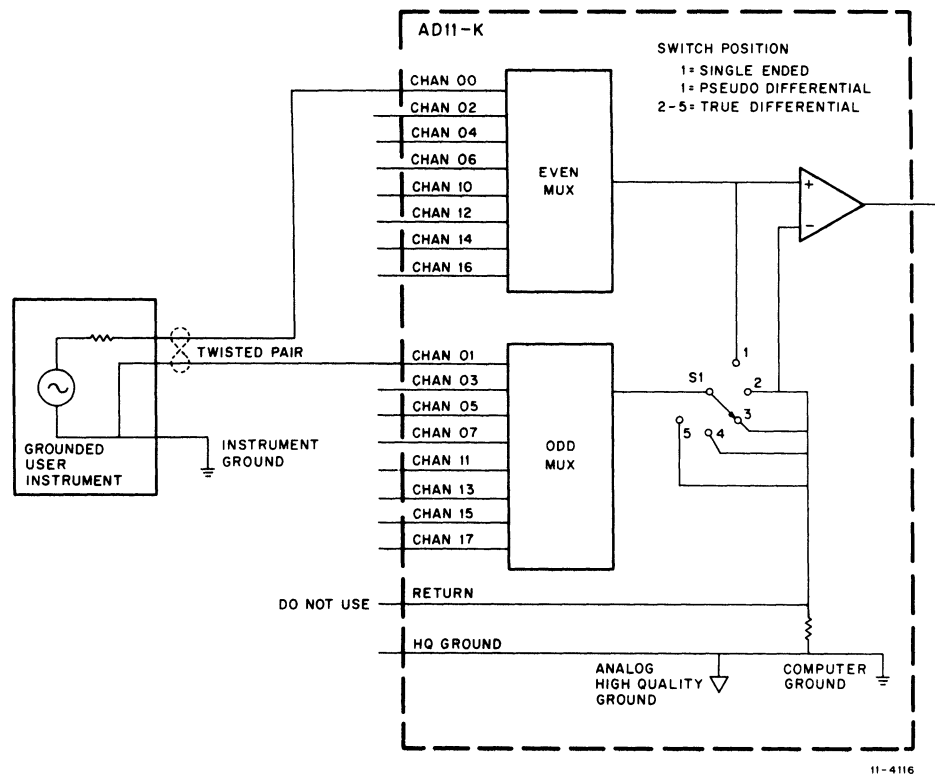 AD11-K
SWITCH POSITION
1= SINGLE ENDED
1= PSEUDO DIFFERENTIAL
2-5= TRUE DIFFERENTIAL
CHAN 00
CHAN 02
CHAN 04
CHAN 06
CHAN 10
CHAN 12
CHAN 14
CHAN 16
EVEN
MUX
+
−
TWISTED PAIR
GROUNDED
USER
INSTRUMENT
INSTRUMENT
GROUND
CHAN 01
CHAN 03
CHAN 05
CHAN 07
CHAN 11
CHAN 13
CHAN 15
CHAN 17
ODD
MUX
S1
1
2
3
4
5
DO NOT USE
RETURN
HQ GROUND
ANALOG
HIGH QUALITY
GROUND
COMPUTER
GROUND
11-4116